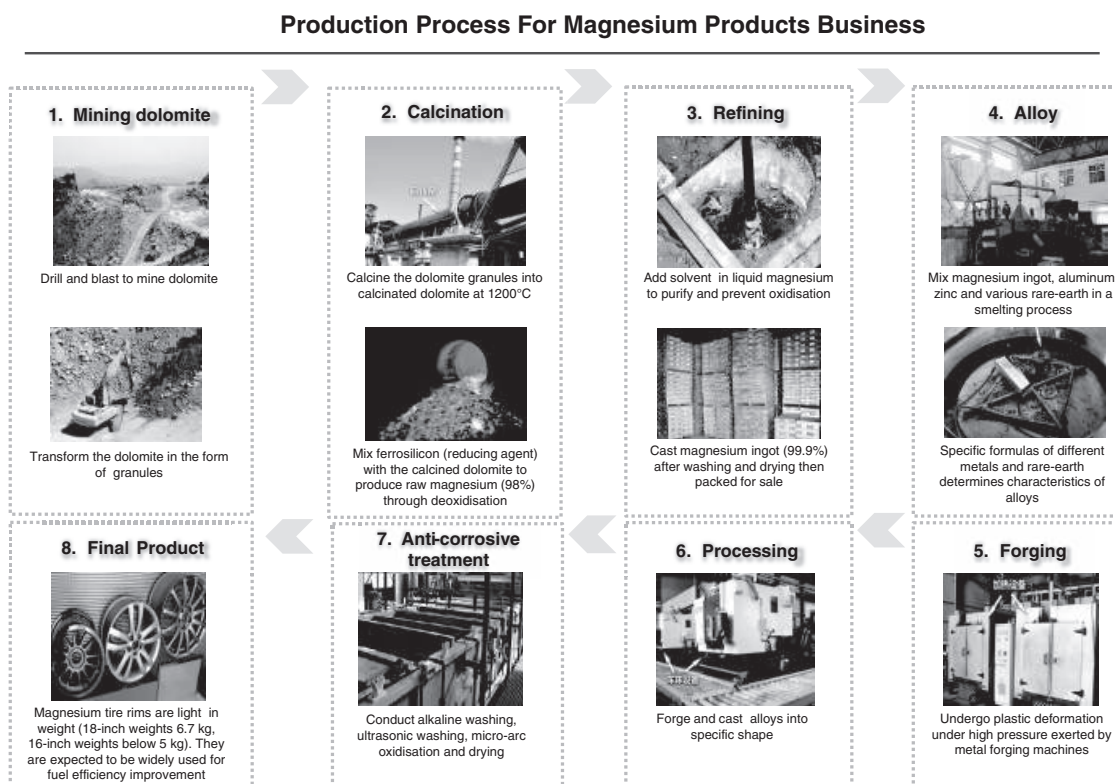 Production Process For Magnesium Products Business
1. Mining dolomite
Drill and blast to mine dolomite
Transform the dolomite in the form
of granules
2. Calcination
Calcine the dolomite granules into
calcinated dolomite at 1200°C
Mix ferrosilicon (reducing agent)
with the calcined dolomite to
produce raw magnesium (98%)
through deoxidisation
3. Refining
Add solvent in liquid magnesium
to purify and prevent oxidisation
Cast magnesium ingot (99.9%)
after washing and drying then
packed for sale
4. Alloy
Mix magnesium ingot, aluminum
zinc and various rare-earth in a
smelting process
Specific formulas of different
metals and rare-earth
determines characteristics of
alloys
5. Forging
Undergo plastic deformation
under high pressure exerted by
metal forging machines
6. Processing
Forge and cast alloys into
specific shape
7. Anti-corrosive
treatment
Conduct alkaline washing,
ultrasonic washing, micro-arc
oxidisation and drying
8. Final Product
Magnesium tire rims are light in
weight (18-inch weights 6.7 kg,
16-inch weights below 5 kg). They
are expected to be widely used for
fuel efficiency improvement